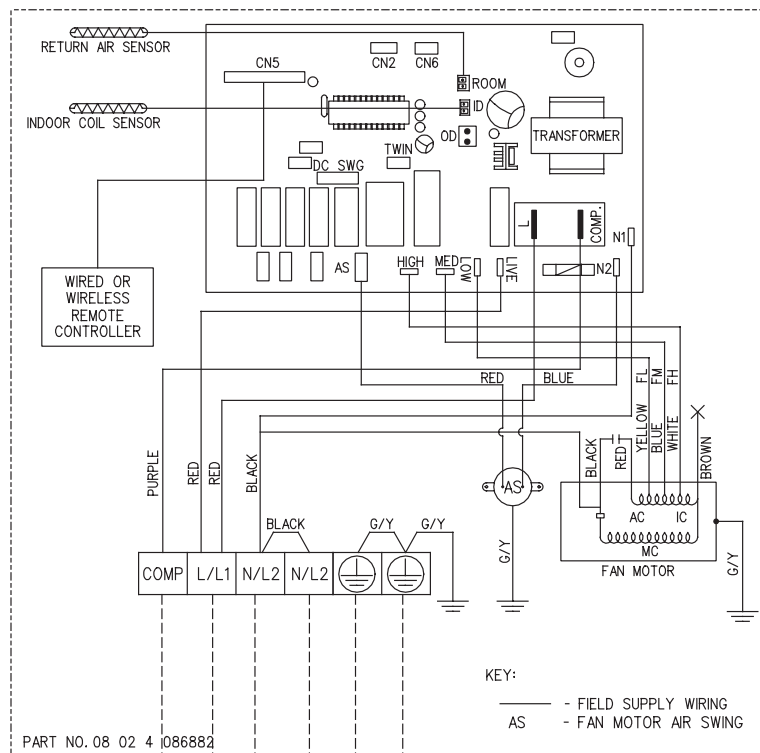 RETURN AIR SENSOR
CN5
CN2
CN6
ROOM
INDOOR COIL SENSOR
ID
OD
TRANSFORMER
TWIN
DC SWG
L
COMP.
N1
AS
HIGH
MED
LOW
LIVE
N2
WIRED OR
WIRELESS
REMOTE
CONTROLLER
RED
BLUE
FL
FM
FH
YELLOW
BLUE
WHITE
BLACK
RED
BROWN
PURPLE
RED
RED
BLACK
AS
AC
IC
MC
FAN MOTOR
G/Y
BLACK
G/Y
G/Y
G/Y
COMP
L/L1
N/L2
N/L2
KEY:
- FIELD SUPPLY WIRING
AS - FAN MOTOR AIR SWING
PART NO. 08 02 4 086882